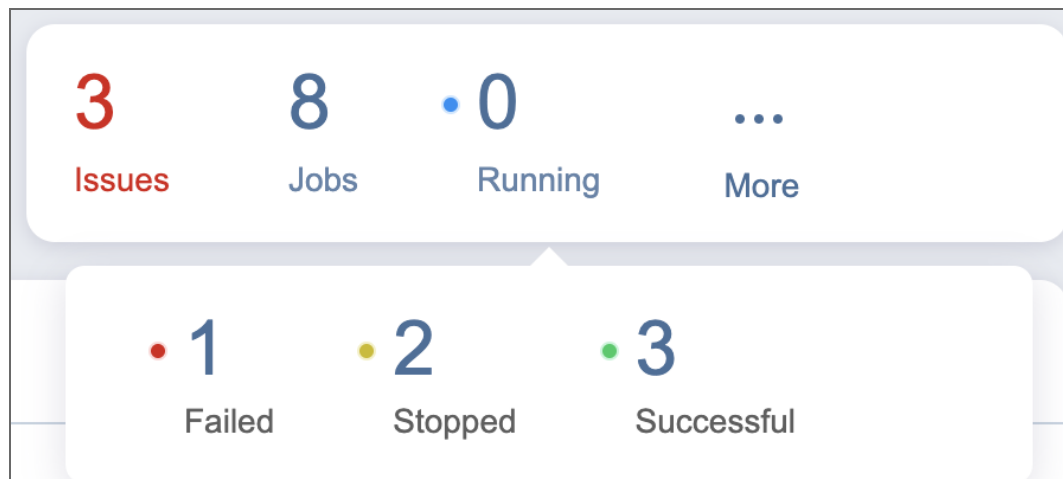 3 8 0 ...
Issues Jobs Running More
1 2 3
Failed Stopped Successful